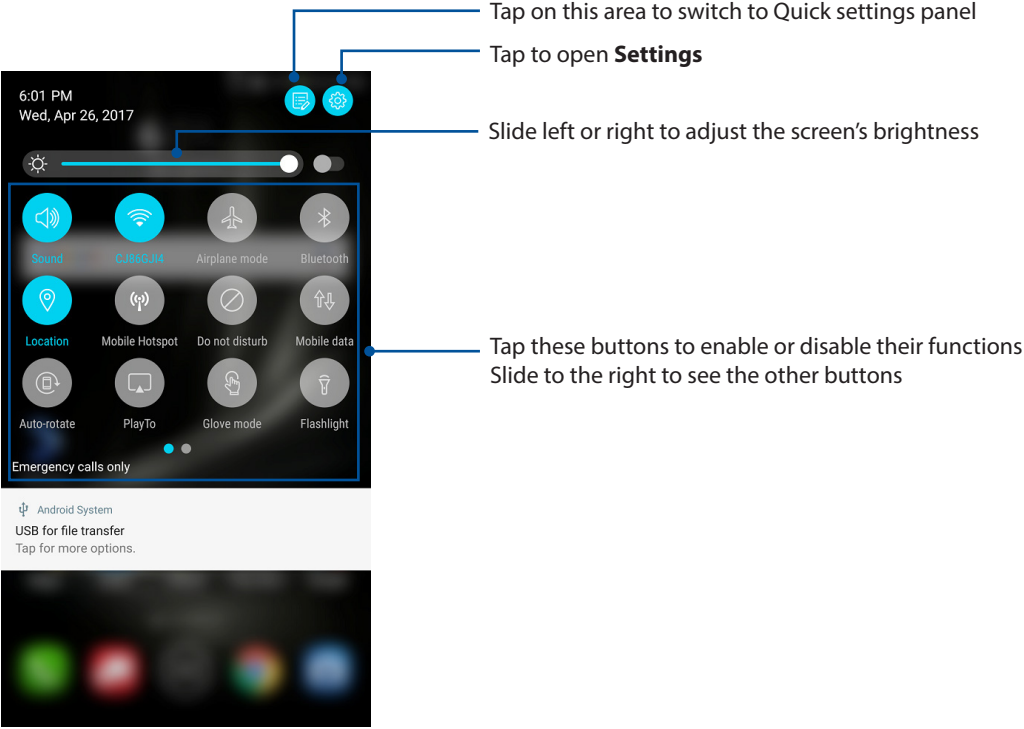 Tap on this area to switch to Quick settings panel
Tap to open Settings
6:01 PM
Wed, Apr 26, 2017
Slide left or right to adjust the screen's brightness
Sound CJ86GJI4 Airplane mode Bluetooth
Location Mobile Hotspot Do not disturb Mobile data
Tap these buttons to enable or disable their functions
Slide to the right to see the other buttons
Auto-rotate PlayTo Glove mode Flashlight
Emergency calls only
Android System
USB for file transfer
Tap for more options.